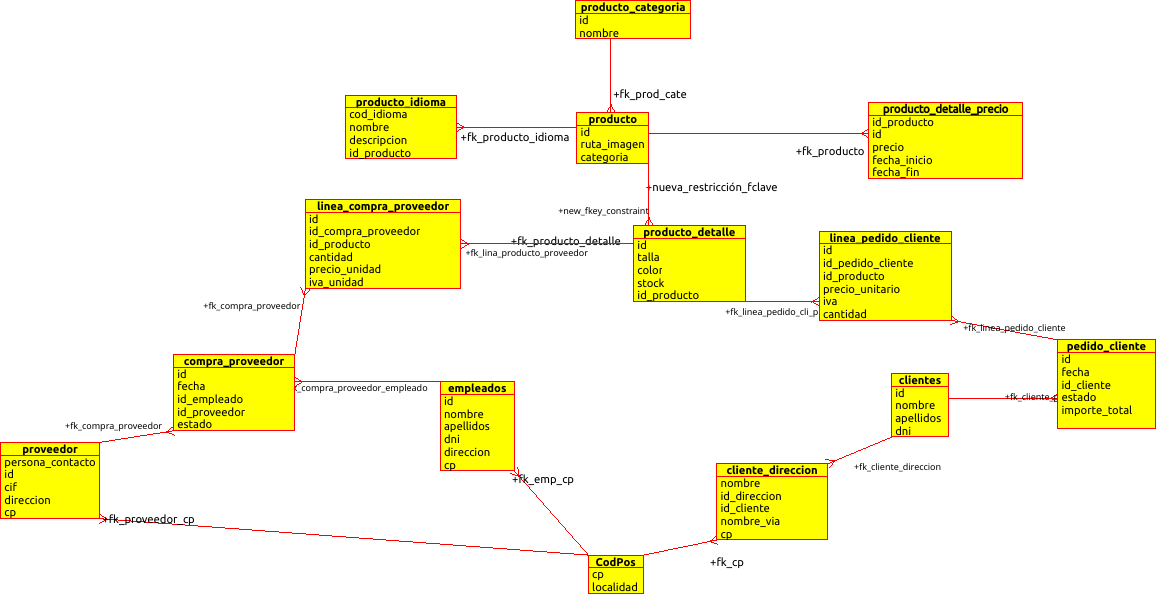 producto_categoria
id
nombre
+fk_prod_cate
producto_idioma
cod_idioma
nombre
descripcion
id_producto
+fk_producto_idioma
producto
id
ruta_imagen
categoria
producto_detalle_precio
id_producto
id
precio
fecha_inicio
fecha_fin
+fk_producto
+nueva_restricción_fclave
+new_fkey_constraint
linea_compra_proveedor
id
id_compra_proveedor
id_producto
cantidad
precio_unidad
iva_unidad
+fk_producto_detalle
+fk_lina_producto_proveedor
producto_detalle
id
talla
color
stock
id_producto
linea_pedido_cliente
id
id_pedido_cliente
id_producto
precio_unitario
iva
cantidad
+fk_linea_pedido_cli_p
+fk_compra_proveedor
+fk_linea_pedido_cliente
pedido_cliente
id
fecha
id_cliente
estado
importe_total
compra_proveedor
id
fecha
id_empleado
id_proveedor
estado
_compra_proveedor_empleado
empleados
id
nombre
apellidos
dni
direccion
cp
clientes
id
nombre
apellidos
dni
+fk_cliente_
+fk_compra_proveedor
proveedor
persona_contacto
id
cif
direccion
cp
+fk_cliente_direccion
cliente_direccion
nombre
id_direccion
id_cliente
nombre_via
cp
+fk_emp_cp
+fk_proveedor_cp
CodPos
cp
localidad
+fk_cp